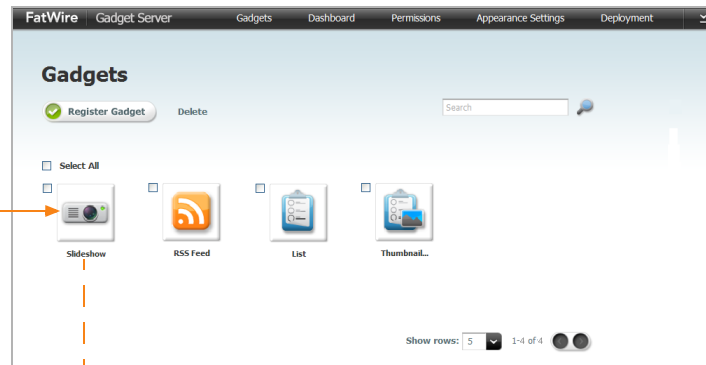 FatWire Gadget Server Gadgets Dashboard Permissions Appearance Settings Deployment
Gadgets
Register Gadget Delete Search
Select All
Slideshow RSS Feed List Thumbnail...
Show rows: 5 1-4 of 4